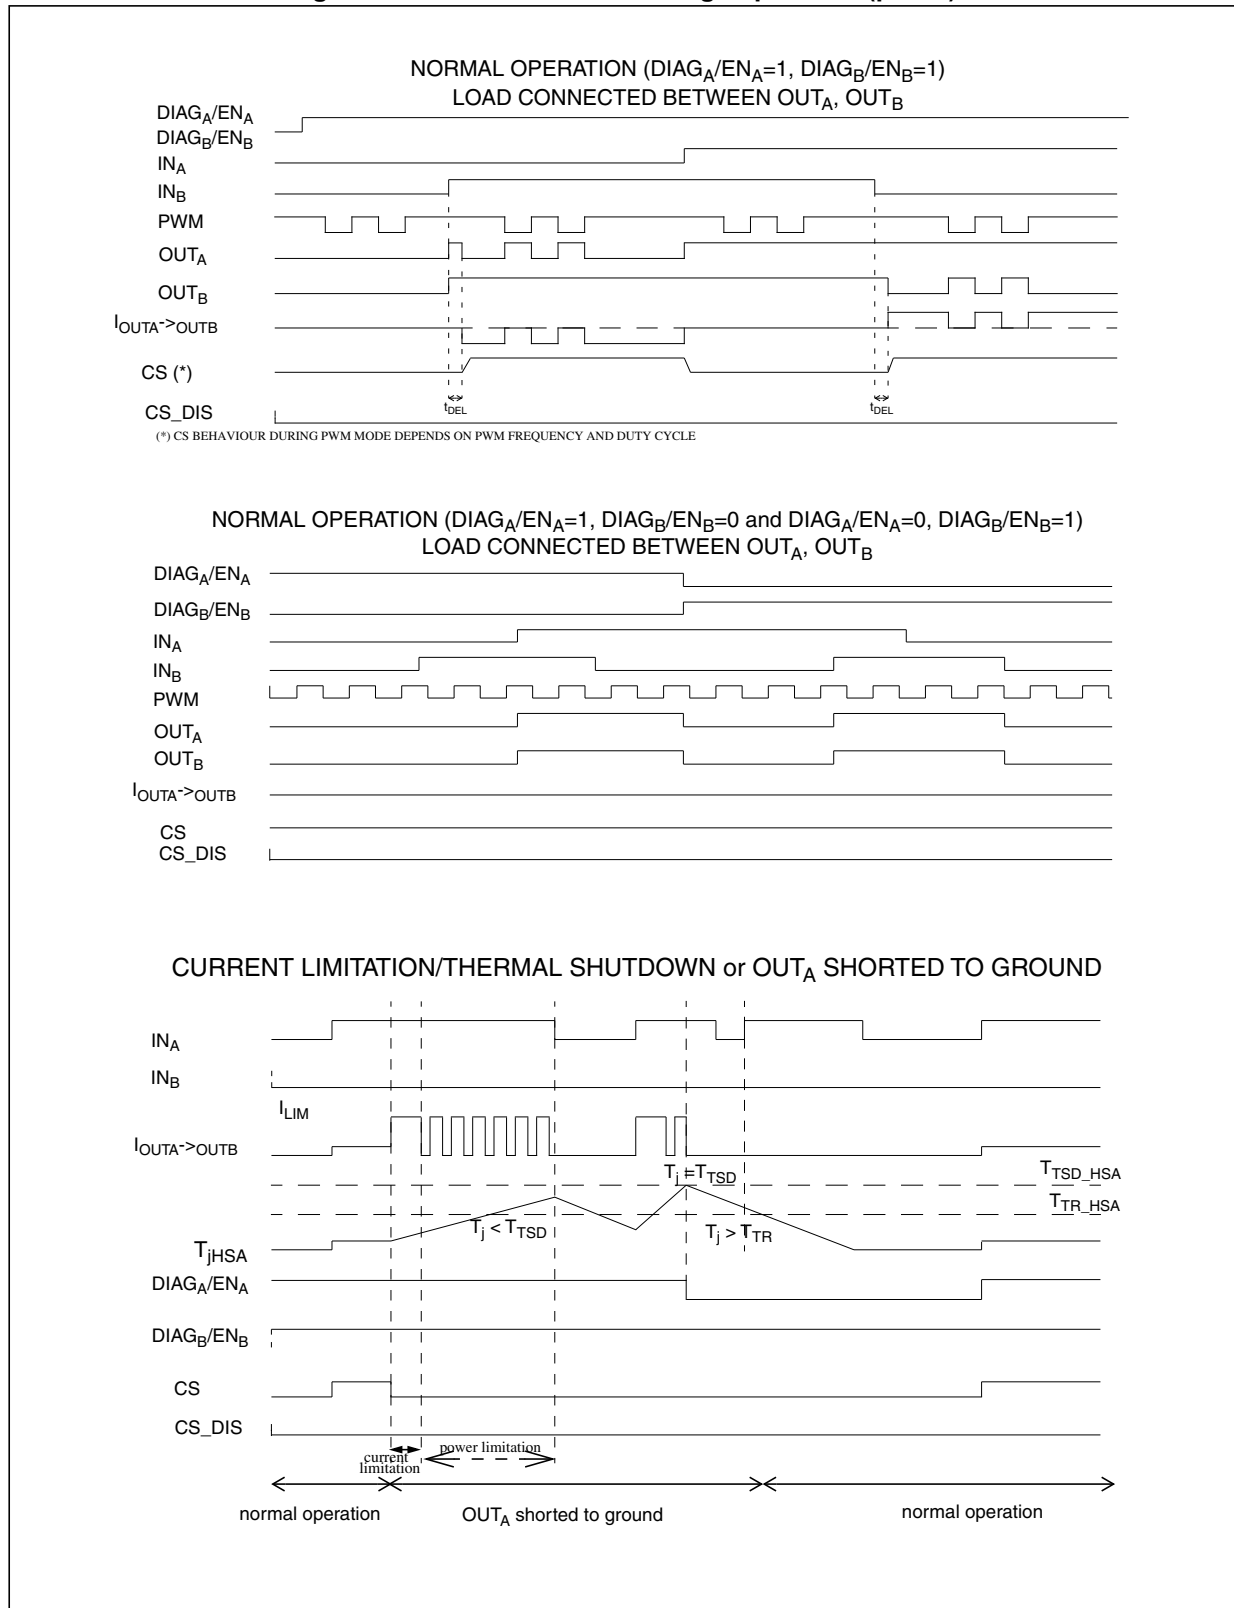 NORMAL OPERATION (DIAGA/ENA=1, DIAGB/ENB=1)
LOAD CONNECTED BETWEEN OUTA, OUTB
DIAGA/ENA
DIAGB/ENB
INA
INB
PWM
OUTA
OUTB
IOUTA->OUTB
CS (*)
tDEL
tDEL
CS_DIS
(*) CS BEHAVIOUR DURING PWM MODE DEPENDS ON PWM FREQUENCY AND DUTY CYCLE
NORMAL OPERATION (DIAGA/ENA=1, DIAGB/ENB=0 and DIAGA/ENA=0, DIAGB/ENB=1)
LOAD CONNECTED BETWEEN OUTA, OUTB
DIAGA/ENA
DIAGB/ENB
INA
INB
PWM
OUTA
OUTB
IOUTA->OUTB
CS
CS_DIS
CURRENT LIMITATION/THERMAL SHUTDOWN or OUTA SHORTED TO GROUND
INA
INB
ILIM
IOUTA->OUTB
Tj = TTSD
TTSD_HSA
TTR_HSA
Tj < TTSD
Tj > TTR
TjHSA
DIAGA/ENA
DIAGB/ENB
CS
CS_DIS
current limitation
power limitation
normal operation
OUTA shorted to ground
normal operation